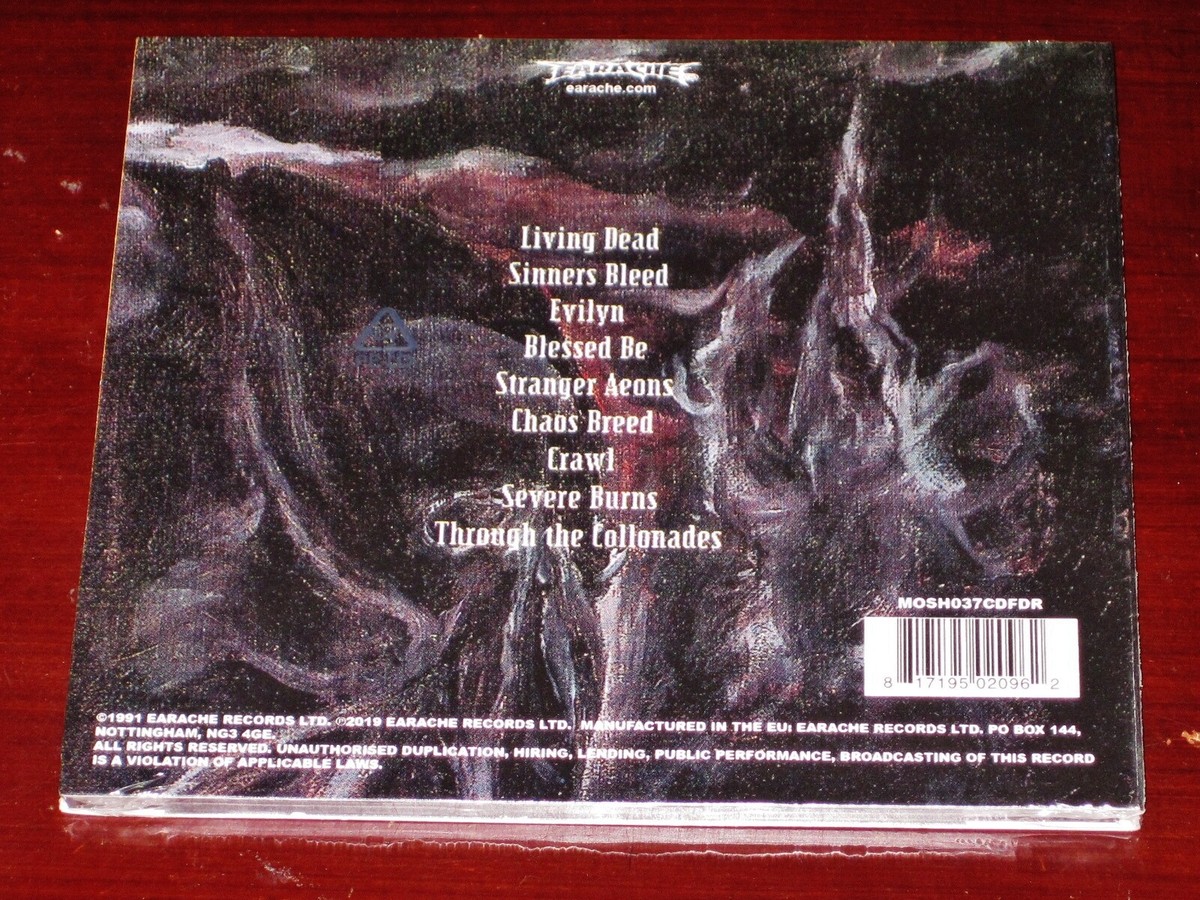 EARACHE
earache.com
Living Dead
Sinners Bleed
Evilyn
Blessed Be
Stranger Aeons
Chaos Breed
Crawl
Severe Burns
Through the Collonades
MOSH037CDFDR
8 17195 02096 2
©1991 EARACHE RECORDS LTD. ℗2019 EARACHE RECORDS LTD. MANUFACTURED IN THE EU: EARACHE RECORDS LTD. PO BOX 144,
NOTTINGHAM, NG3 4GE.
ALL RIGHTS RESERVED. UNAUTHORISED DUPLICATION, HIRING, LENDING, PUBLIC PERFORMANCE, BROADCASTING OF THIS RECORD
IS A VIOLATION OF APPLICABLE LAWS.